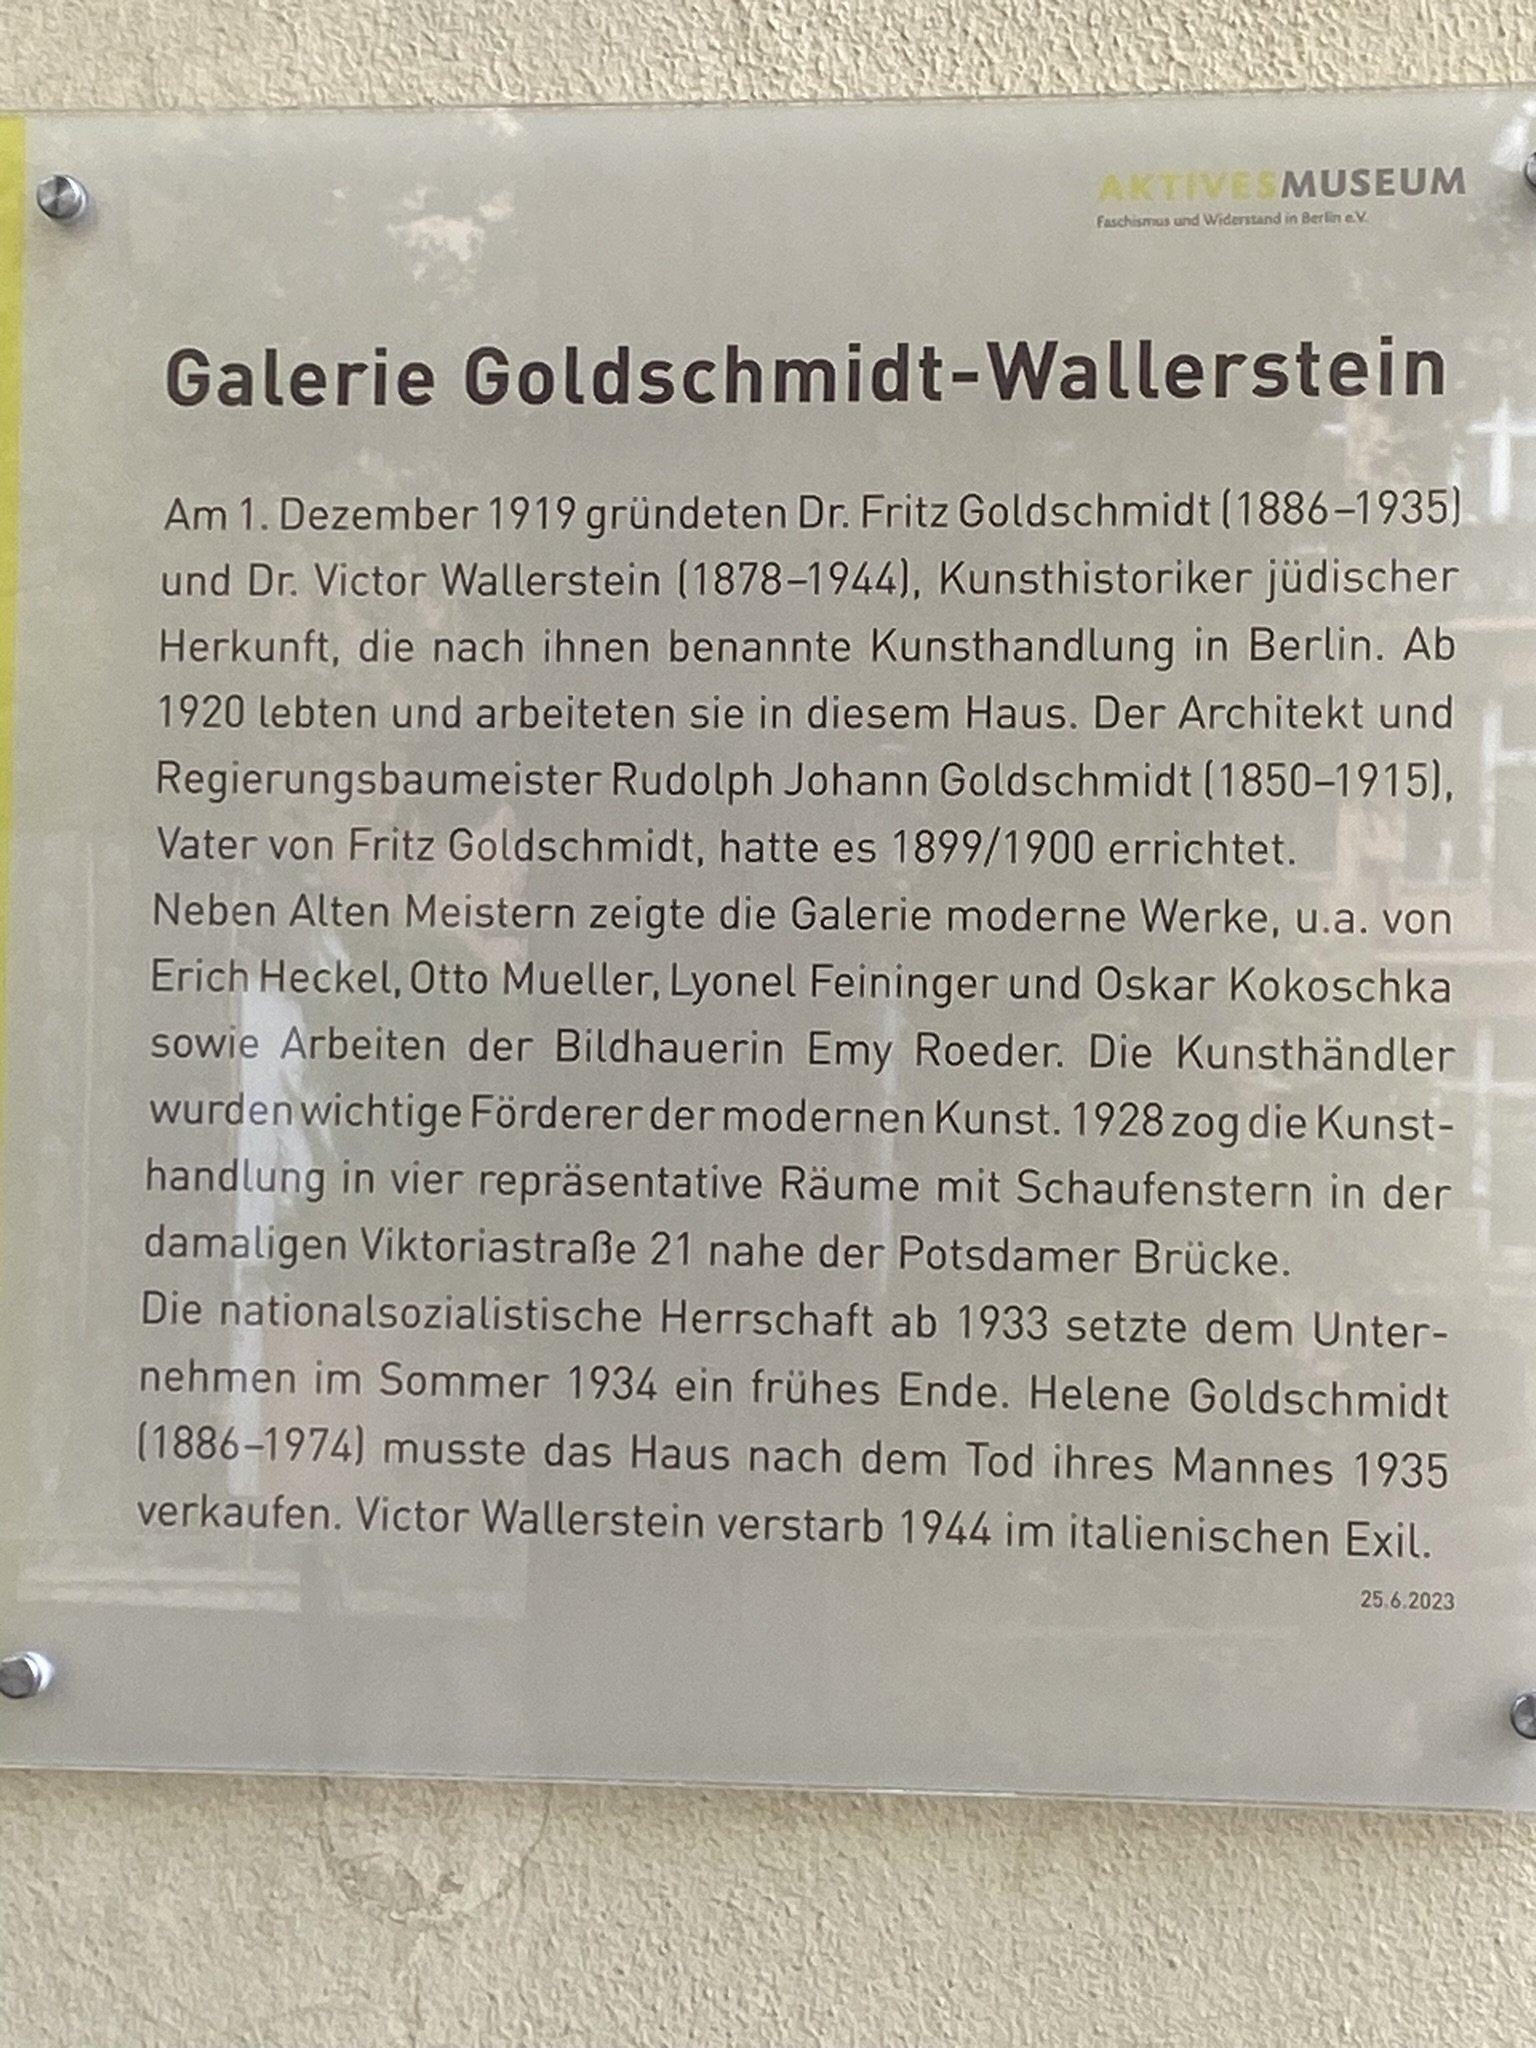 AKTIVESMUSEUM
Faschismus und Widerstand in Berlin e.V.
Galerie Goldschmidt-Wallerstein
Am 1. Dezember 1919 gründeten Dr. Fritz Goldschmidt (1886–1935)
und Dr. Victor Wallerstein (1878–1944), Kunsthistoriker jüdischer
Herkunft, die nach ihnen benannte Kunsthandlung in Berlin. Ab
1920 lebten und arbeiteten sie in diesem Haus. Der Architekt und
Regierungsbaumeister Rudolph Johann Goldschmidt (1850–1915),
Vater von Fritz Goldschmidt, hatte es 1899/1900 errichtet.
Neben Alten Meistern zeigte die Galerie moderne Werke, u.a. von
Erich Heckel, Otto Mueller, Lyonel Feininger und Oskar Kokoschka
sowie Arbeiten der Bildhauerin Emy Roeder. Die Kunsthändler
wurden wichtige Förderer der modernen Kunst. 1928 zog die Kunst-
handlung in vier repräsentative Räume mit Schaufenstern in der
damaligen Viktoriastraße 21 nahe der Potsdamer Brücke.
Die nationalsozialistische Herrschaft ab 1933 setzte dem Unter-
nehmen im Sommer 1934 ein frühes Ende. Helene Goldschmidt
(1886–1974) musste das Haus nach dem Tod ihres Mannes 1935
verkaufen. Victor Wallerstein verstarb 1944 im italienischen Exil.
25.6.2023